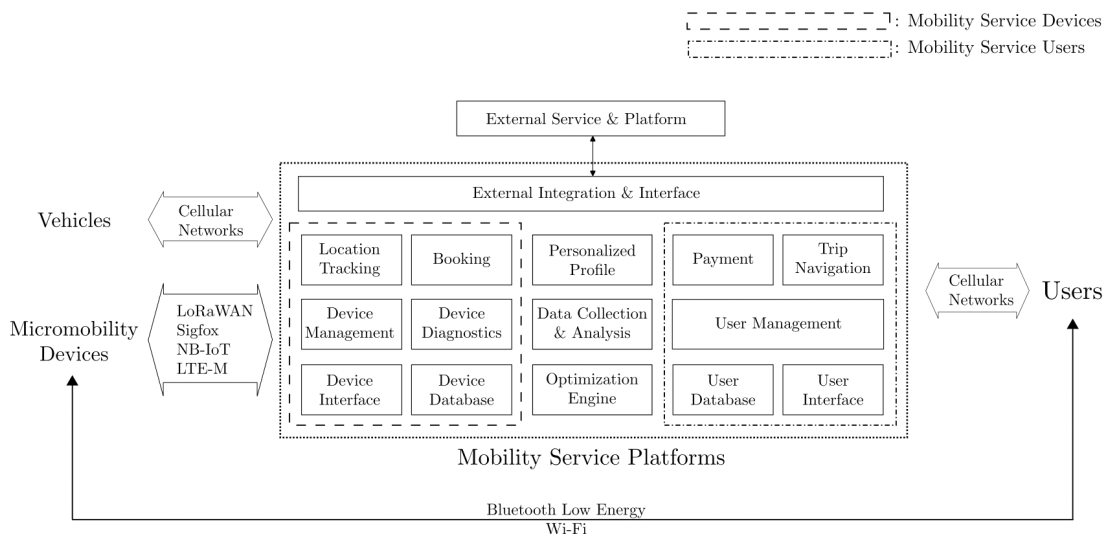 : Mobility Service Devices
: Mobility Service Users
External Service & Platform
External Integration & Interface
Vehicles
Cellular
Networks
Location
Tracking
Booking
Personalized
Profile
Payment
Trip
Navigation
Cellular
Networks
Users
Micromobility
Devices
LoRaWAN
Sigfox
NB-IoT
LTE-M
Device
Management
Device
Diagnostics
Data Collection
& Analysis
User Management
Device
Interface
Device
Database
Optimization
Engine
User
Database
User
Interface
Mobility Service Platforms
Bluetooth Low Energy
Wi-Fi